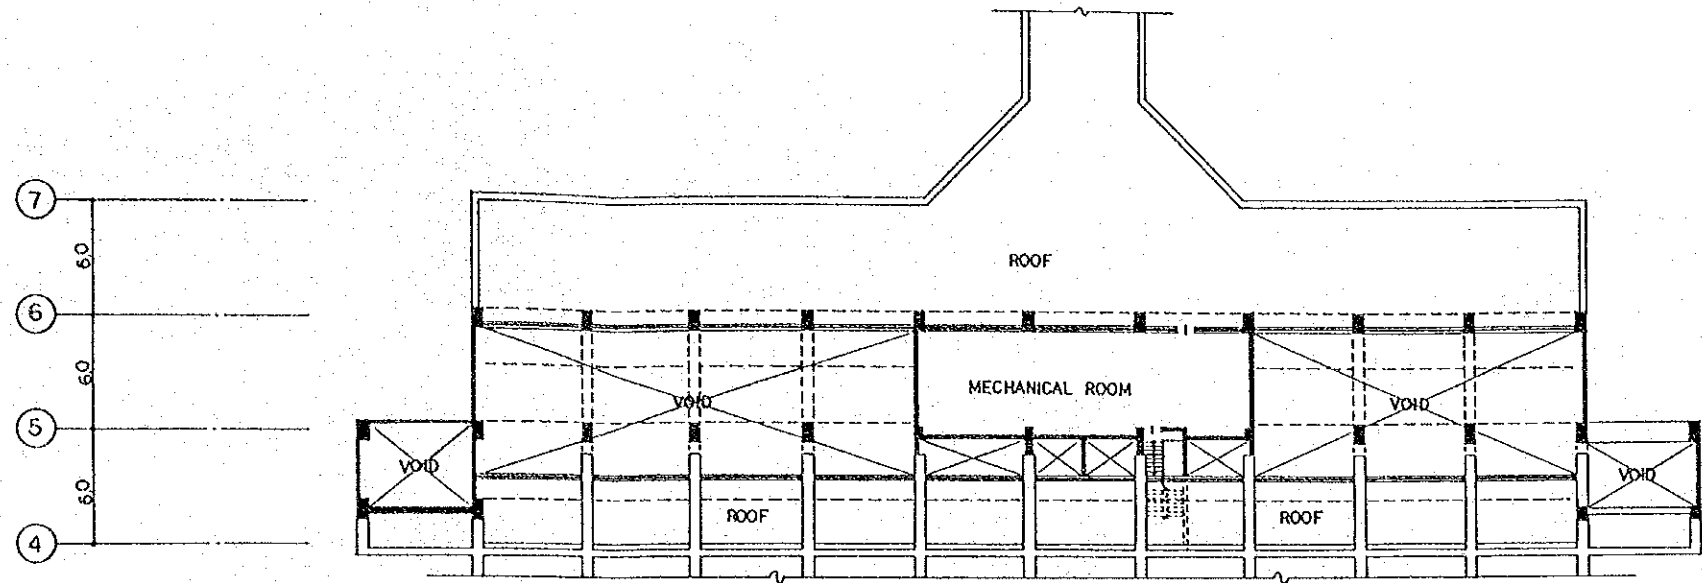 7
6.0
ROOF
6
6.0
MECHANICAL ROOM
VOID
VOID
5
VOID
VOID
6.0
ROOF
ROOF
4